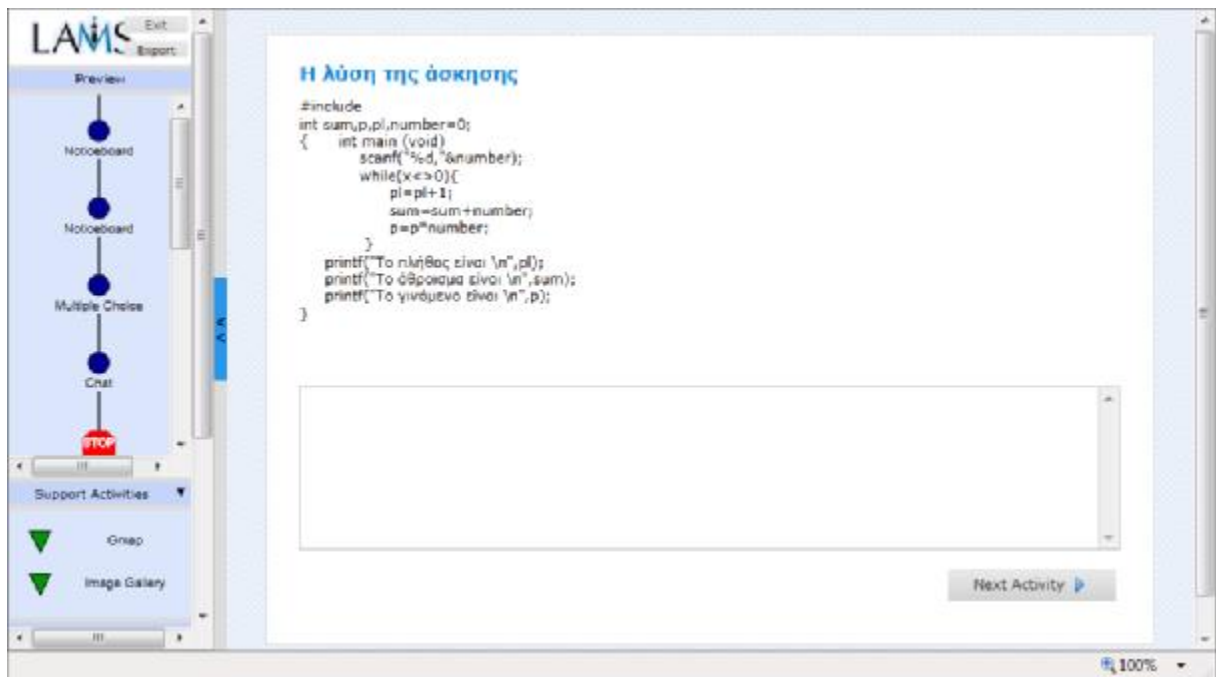 LAMS
Exit
Export
Preview
Noticeboard
Noticeboard
Multiple Choice
Chat
STOP
Support Activities
Gmap
Image Gallery
Η λύση της άσκησης
#include
int sum,p,pl,number=0;
{ int main (void)
scanf("%d,"&number);
while(x<>0){
pl=pl+1;
sum=sum+number;
p=p*number;
}
printf("Το πλήθος είναι \n",pl);
printf("Το άθροισμα είναι \n",sum);
printf("Το γινόμενο είναι \n",p);
}
Next Activity
100%